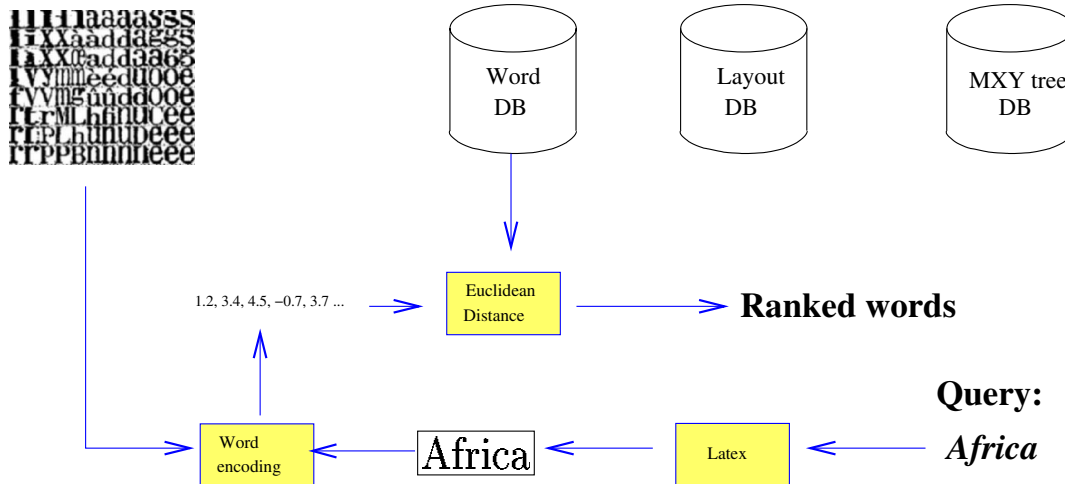 Word
DB
Layout
DB
MXY tree
DB
1.2, 3.4, 4.5, −0.7, 3.7 ...
Euclidean
Distance
Ranked words
Query:
Africa
Latex
Africa
Word
encoding